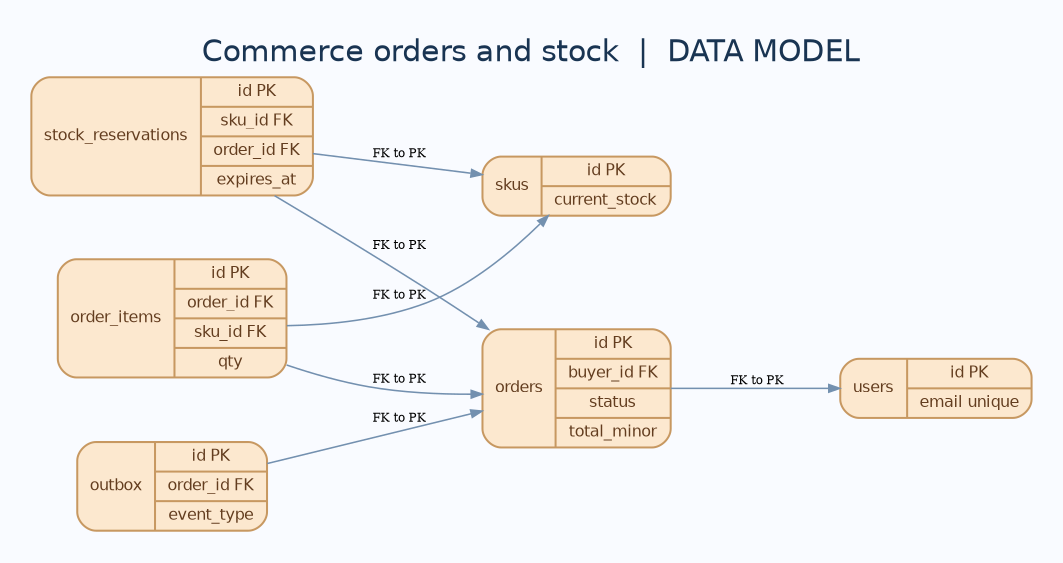 Commerce orders and stock | DATA MODEL
stock_reservations
id PK
sku_id FK
order_id FK
expires_at
FK to PK
skus
id PK
current_stock
FK to PK
order_items
id PK
order_id FK
sku_id FK
qty
FK to PK
FK to PK
orders
id PK
buyer_id FK
status
total_minor
FK to PK
users
id PK
email unique
FK to PK
outbox
id PK
order_id FK
event_type